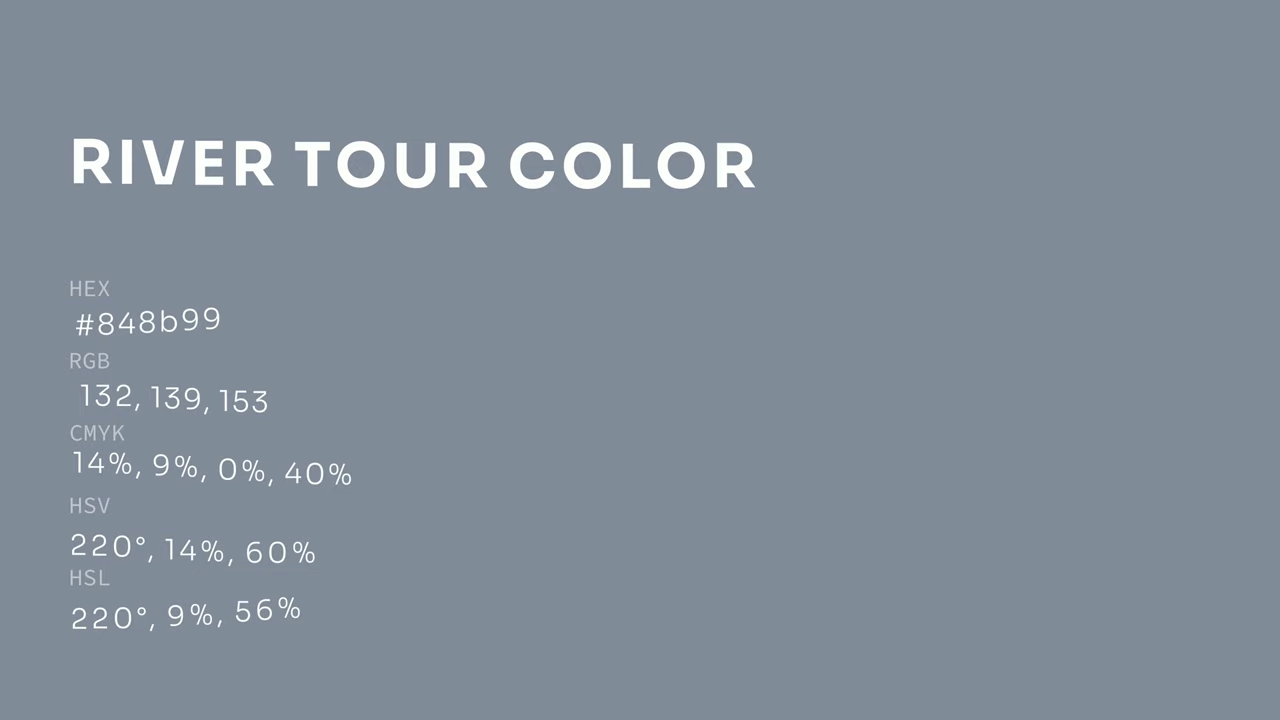 RIVER TOUR COLOR
HEX
#848b99
RGB
132, 139, 153
CMYK
14%, 9%, 0%, 40%
HSV
220°, 14%, 60%
HSL
220°, 9%, 56%